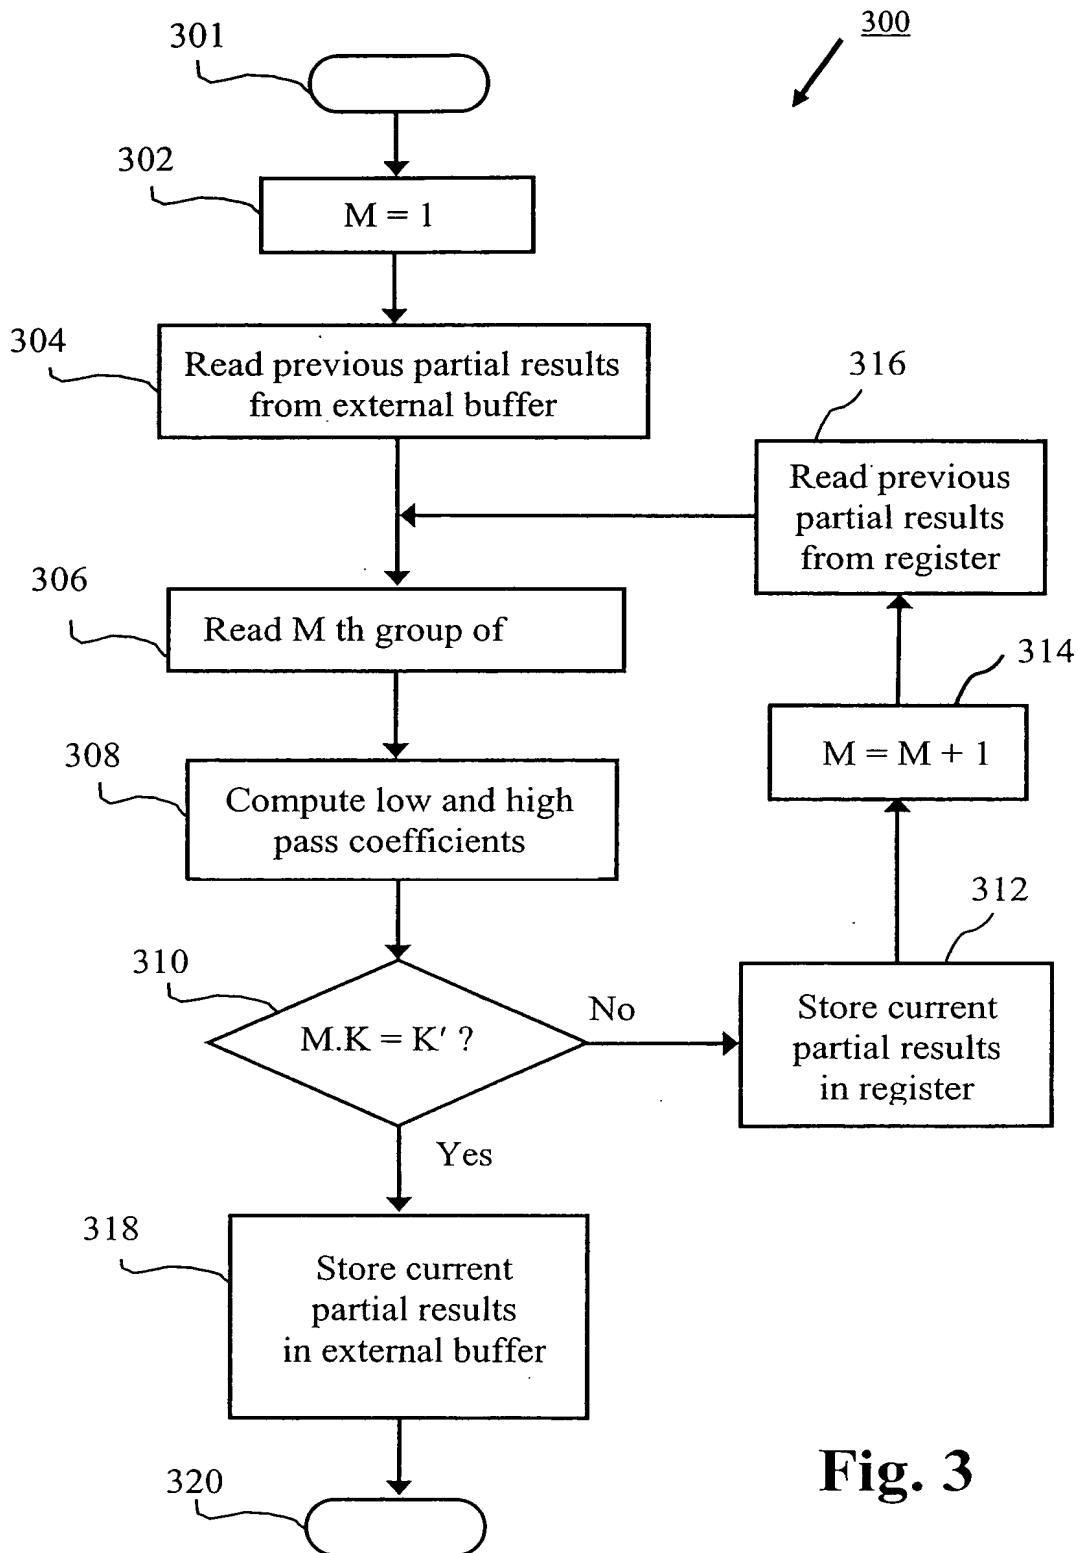 300
301
302
M = 1
304
Read previous partial results
from external buffer
316
Read previous
partial results
from register
306
Read M th group of
314
M = M + 1
308
Compute low and high
pass coefficients
312
Store current
partial results
in register
310
M.K = K′ ?
No
Yes
318
Store current
partial results
in external buffer
320
Fig. 3